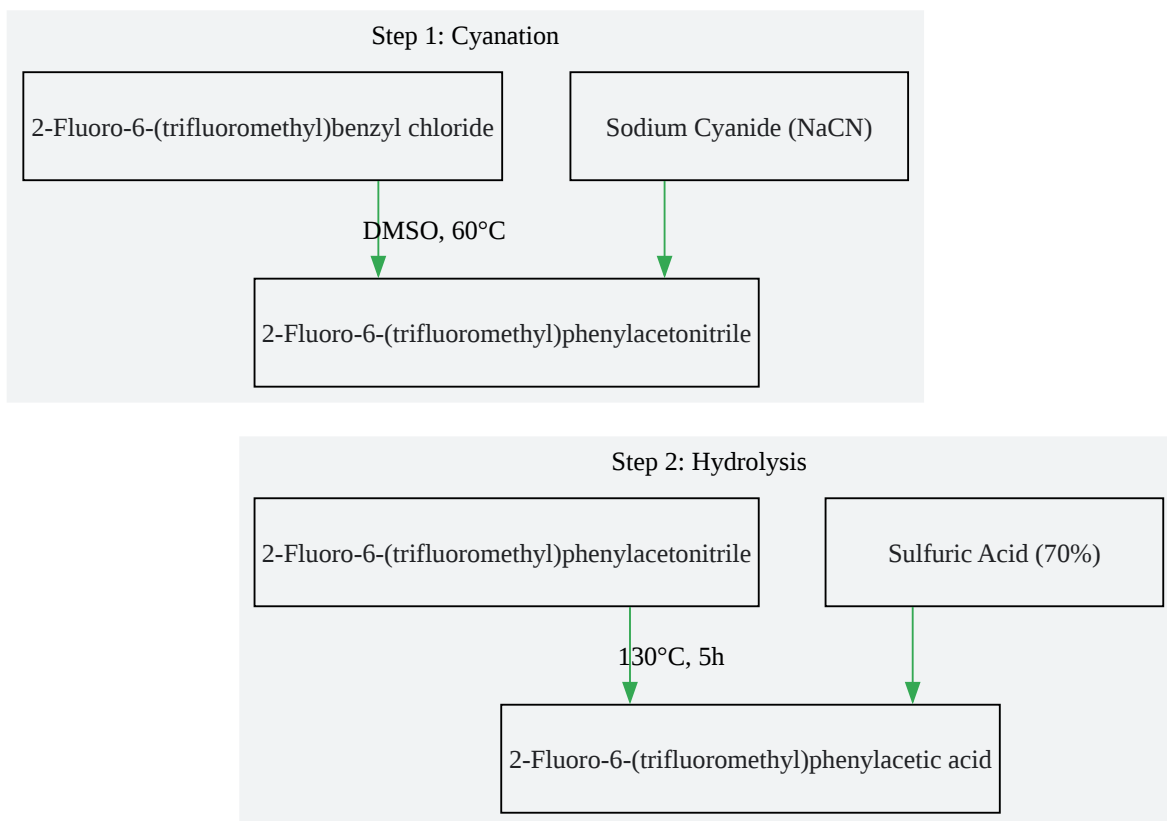 Step 1: Cyanation
2-Fluoro-6-(trifluoromethyl)benzyl chloride
Sodium Cyanide (NaCN)
DMSO, 60°C
2-Fluoro-6-(trifluoromethyl)phenylacetonitrile
Step 2: Hydrolysis
2-Fluoro-6-(trifluoromethyl)phenylacetonitrile
Sulfuric Acid (70%)
130°C, 5h
2-Fluoro-6-(trifluoromethyl)phenylacetic acid